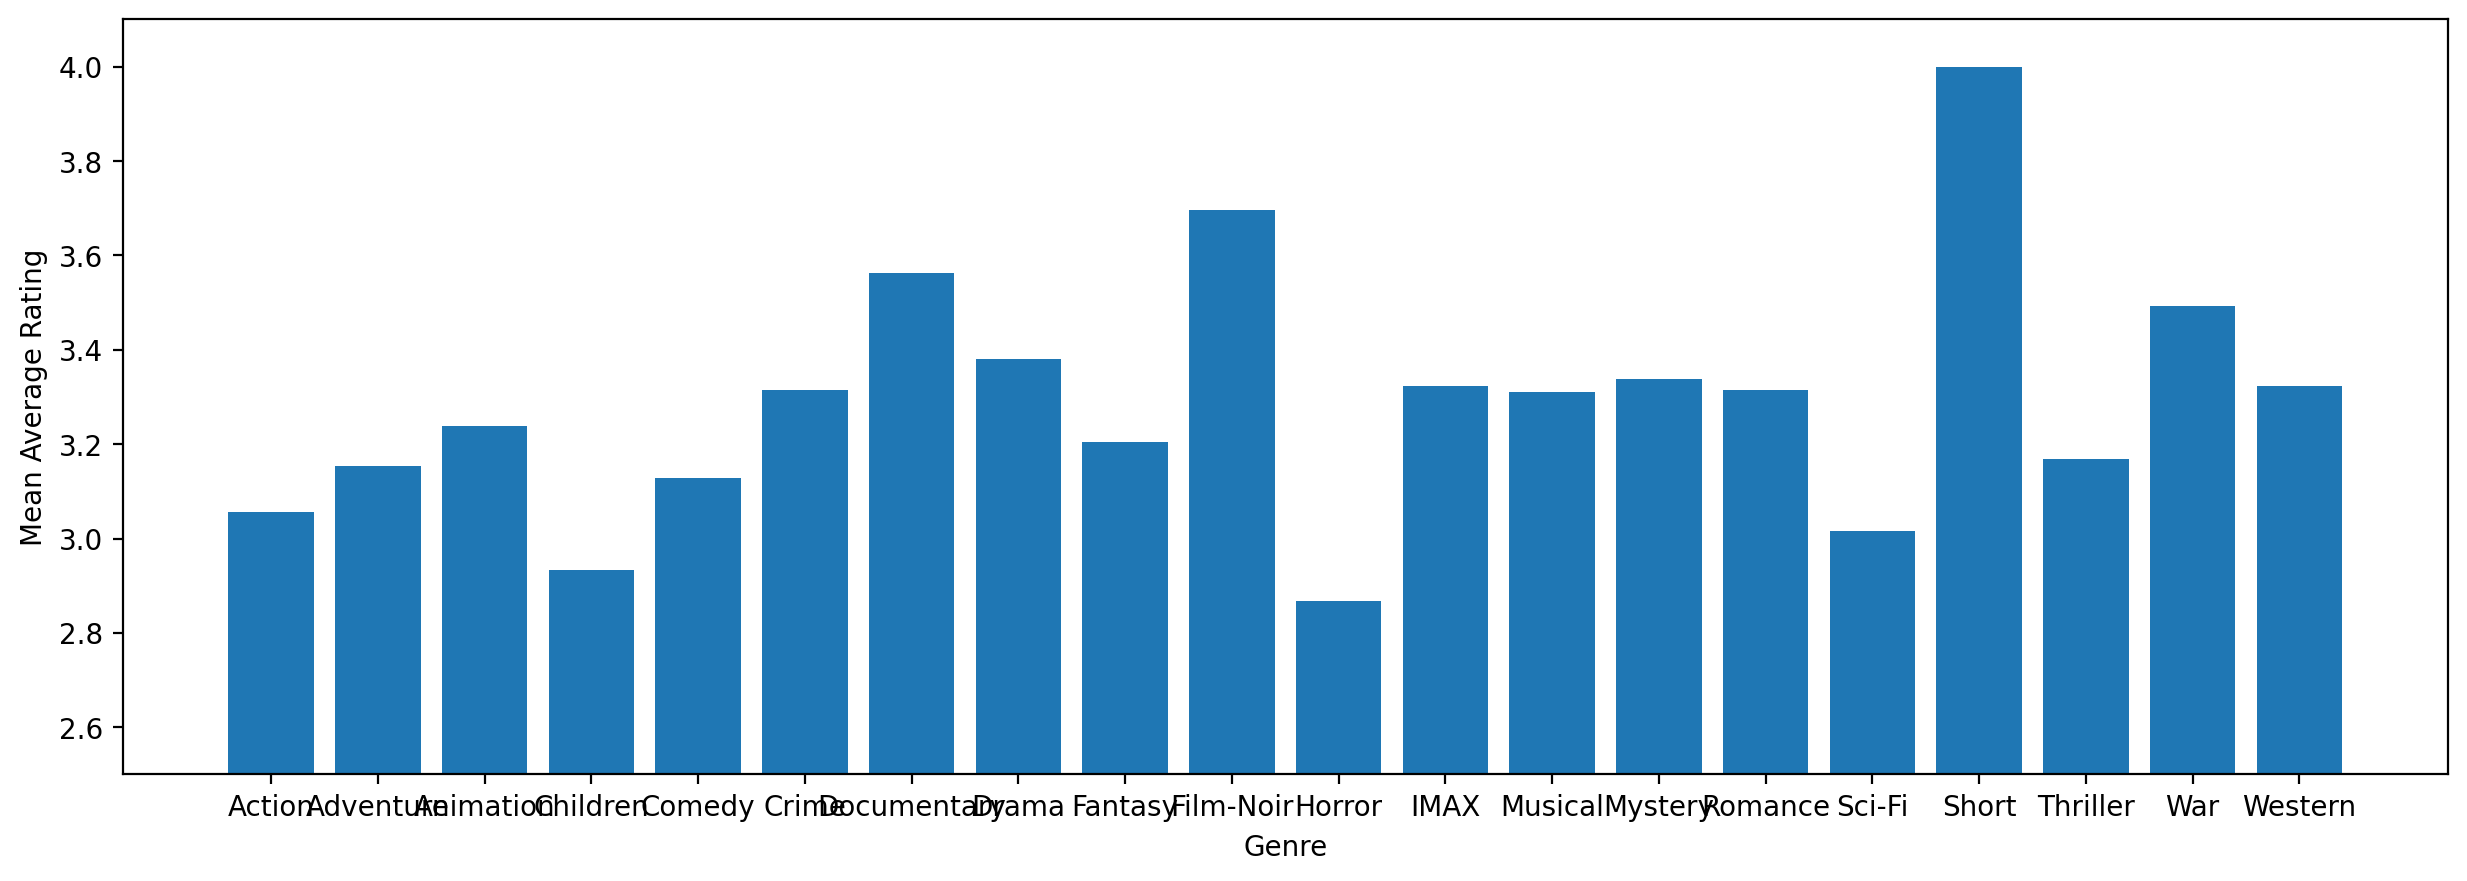 Mean Average Rating
4.0
3.8
3.6
3.4
3.2
3.0
2.8
2.6
Action Adventure Animation Children Comedy Crime Documentary Drama Fantasy Film-Noir Horror IMAX Musical Mystery Romance Sci-Fi Short Thriller War Western
Genre